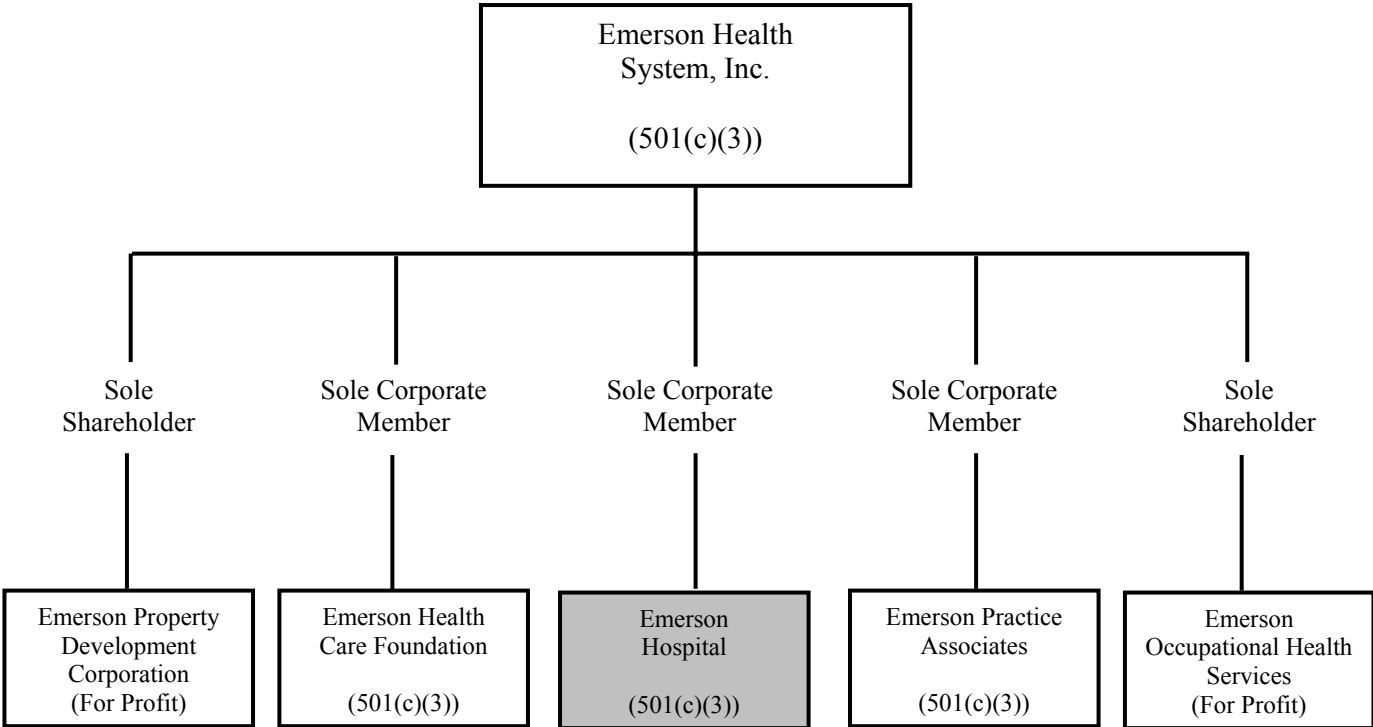 Emerson Health
System, Inc.
(501(c)(3))
Sole
Shareholder
Sole Corporate
Member
Sole Corporate
Member
Sole Corporate
Member
Sole
Shareholder
Emerson Property
Development
Corporation
(For Profit)
Emerson Health
Care Foundation
(501(c)(3))
Emerson
Hospital
(501(c)(3))
Emerson Practice
Associates
(501(c)(3))
Emerson
Occupational Health
Services
(For Profit)